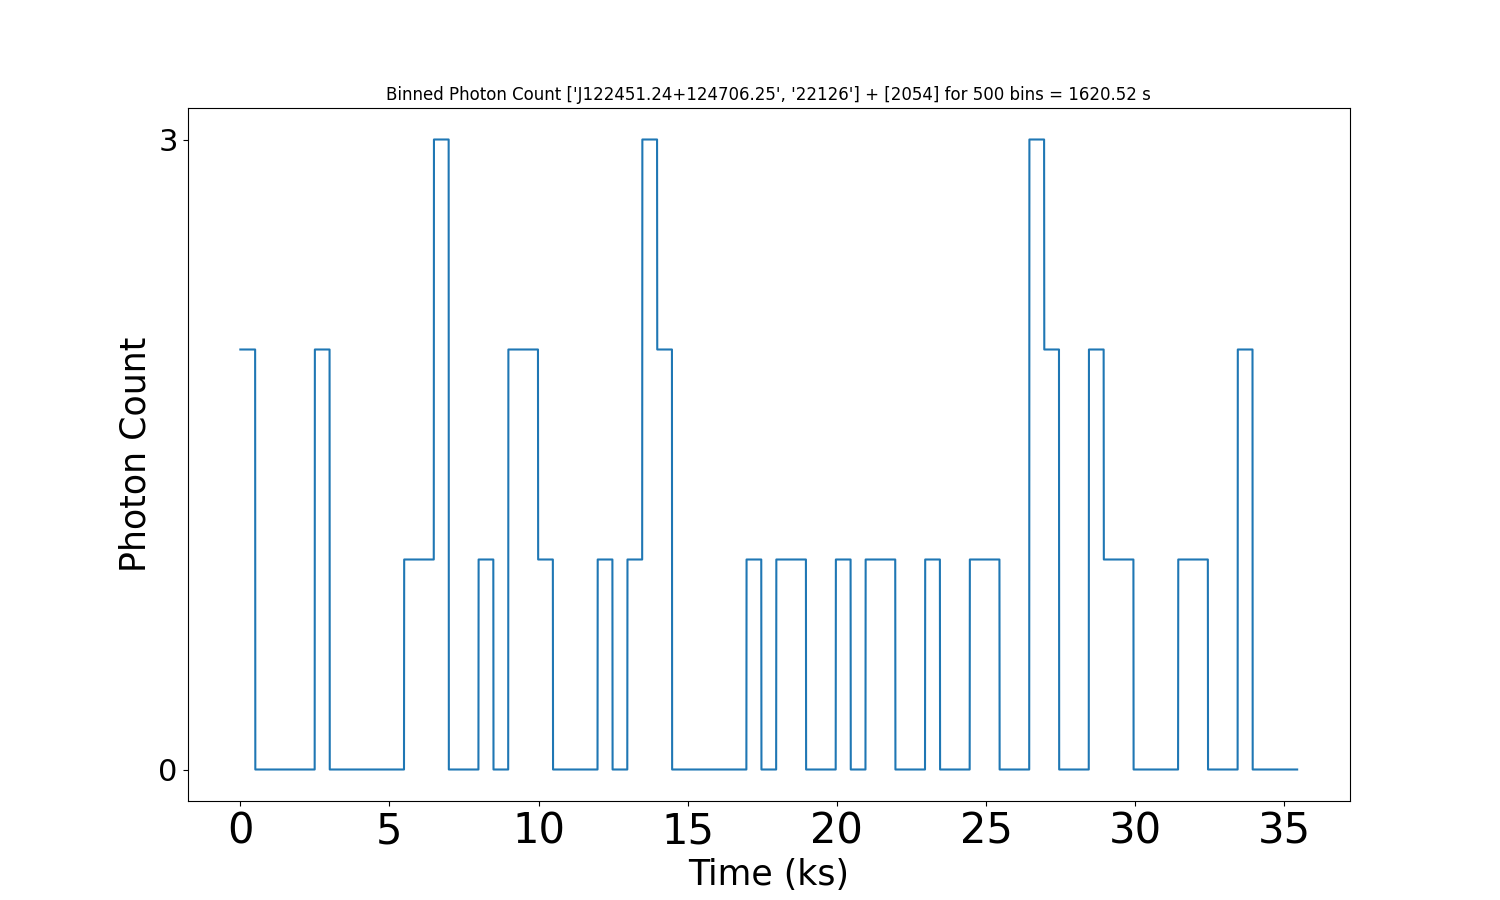 Binned Photon Count ['J122451.24+124706.25', '22126'] + [2054] for 500 bins = 1620.52 s
3
Photon Count
0
0 5 10 15 20 25 30 35
Time (ks)